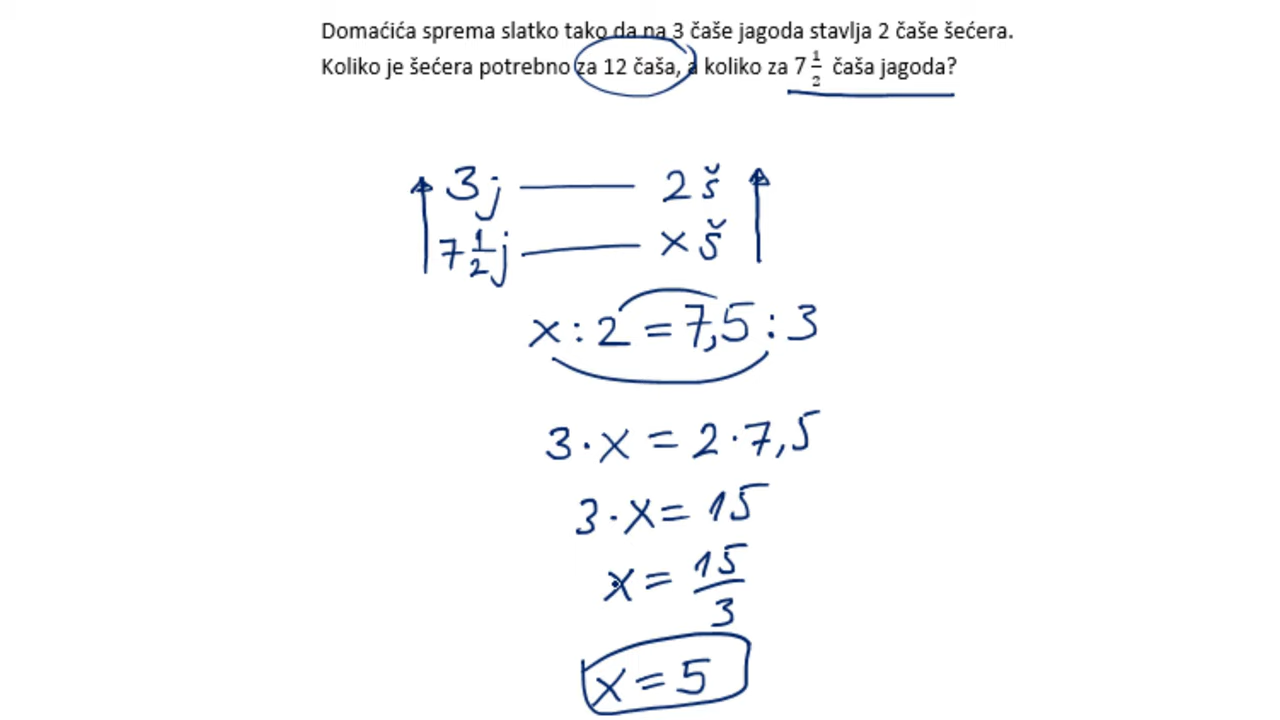 Domaćića sprema slatko tako da na 3 čaše jagoda stavlja 2 čaše šećera.
Koliko je šećera potrebno za 12 čaša, a koliko za 7 1/2 čaša jagoda?
3j — 2š
7 1/2 j — xš
x : 2 = 7,5 : 3
3 · x = 2 · 7,5
3 · x = 15
x = 15/3
x = 5